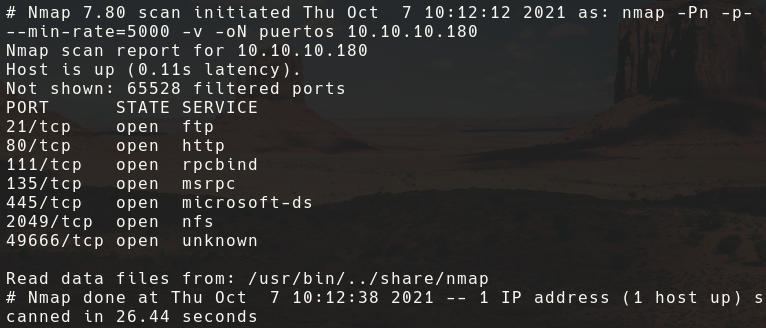 # Nmap 7.80 scan initiated Thu Oct  7 10:12:12 2021 as: nmap -Pn -p-
--min-rate=5000 -v -oN puertos 10.10.10.180
Nmap scan report for 10.10.10.180
Host is up (0.11s latency).
Not shown: 65528 filtered ports
PORT      STATE SERVICE
21/tcp    open  ftp
80/tcp    open  http
111/tcp   open  rpcbind
135/tcp   open  msrpc
445/tcp   open  microsoft-ds
2049/tcp  open  nfs
49666/tcp open  unknown

Read data files from: /usr/bin/../share/nmap
# Nmap done at Thu Oct  7 10:12:38 2021 -- 1 IP address (1 host up) s
canned in 26.44 seconds